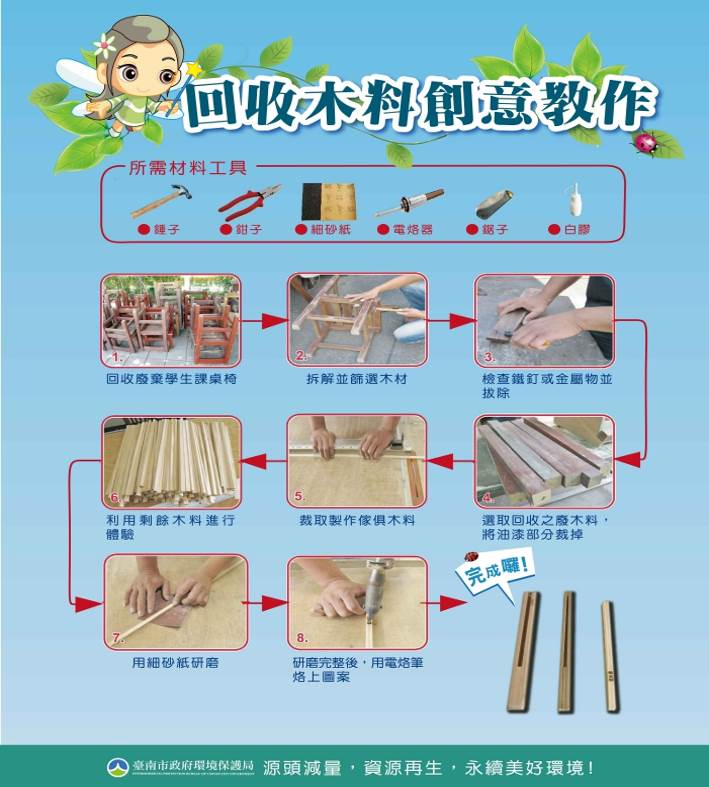 回收木料創意教作
所需材料工具
錘子
鉗子
細砂紙
電烙器
鋸子
白膠
1.
回收廢棄學生課桌椅
2.
拆解並篩選木材
3.
檢查鐵釘或金屬物並
拔除
4.
選取回收之廢木料，
將油漆部分裁掉
5.
裁取製作傢俱木料
6.
利用剩餘木料進行
體驗
7.
用細砂紙研磨
8.
研磨完整後，用電烙筆
烙上圖案
完成囉！
臺南市政府環境保護局
源頭減量，資源再生，永續美好環境！